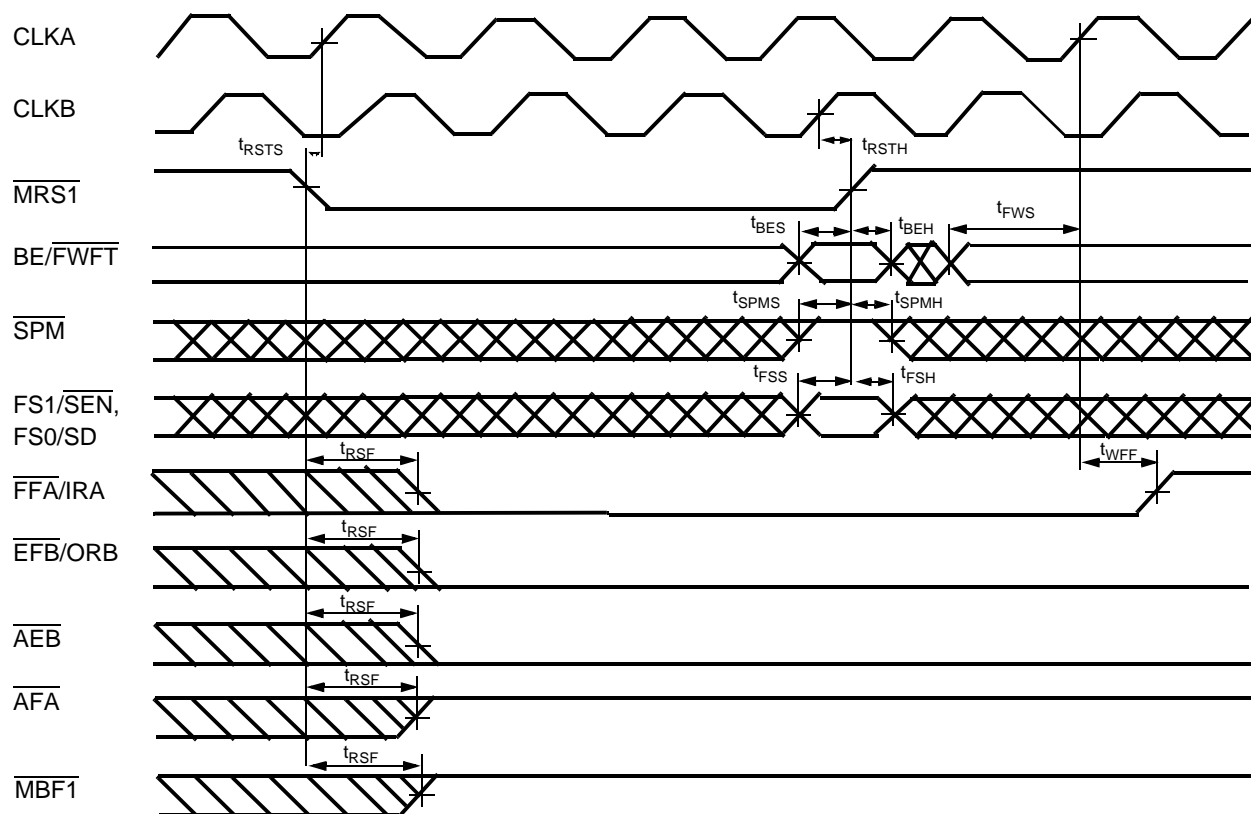 CLKA
CLKB
tRSTS
tRSTH
MRS1
tFWS
tBES
tBEH
BE/FWFT
tSPMS
tSPMH
SPM
tFSS
tFSH
FS1/SEN,
FS0/SD
tRSF
tWFF
FFA/IRA
tRSF
EFB/ORB
tRSF
AEB
tRSF
AFA
tRSF
MBF1